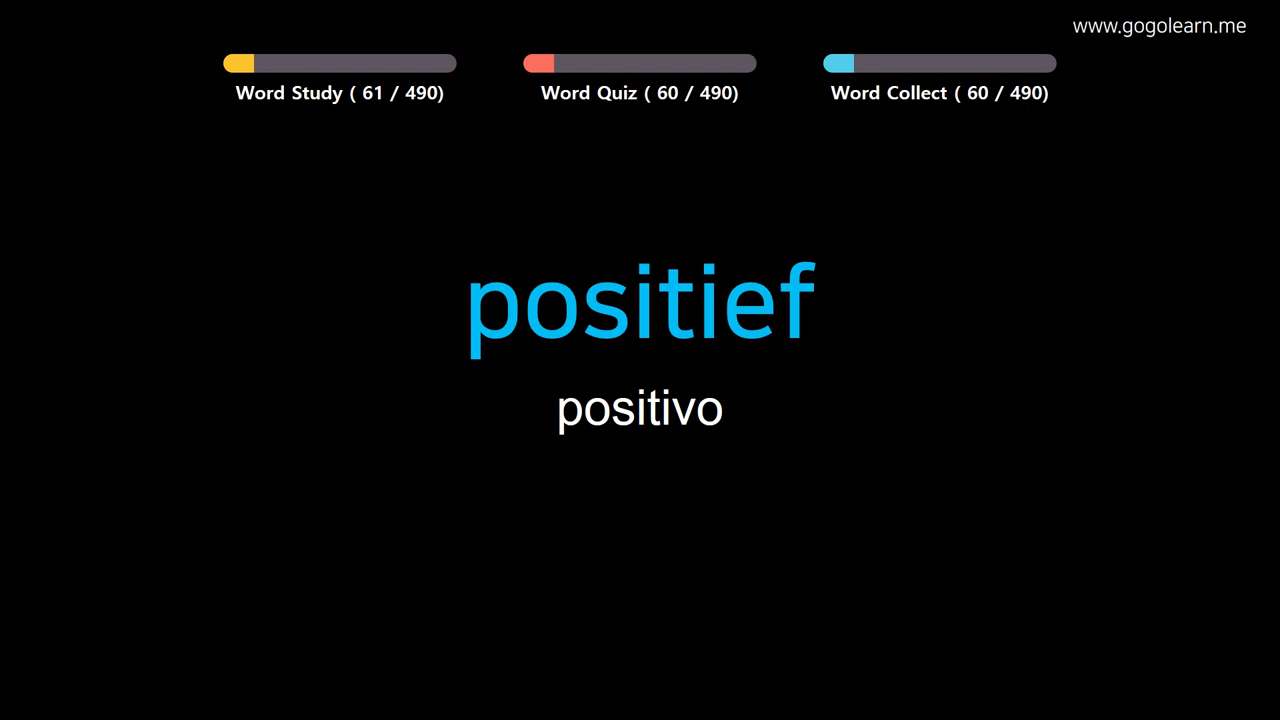 www.gogolearn.me
Word Study ( 61 / 490)
Word Quiz ( 60 / 490)
Word Collect ( 60 / 490)
positief
positivo